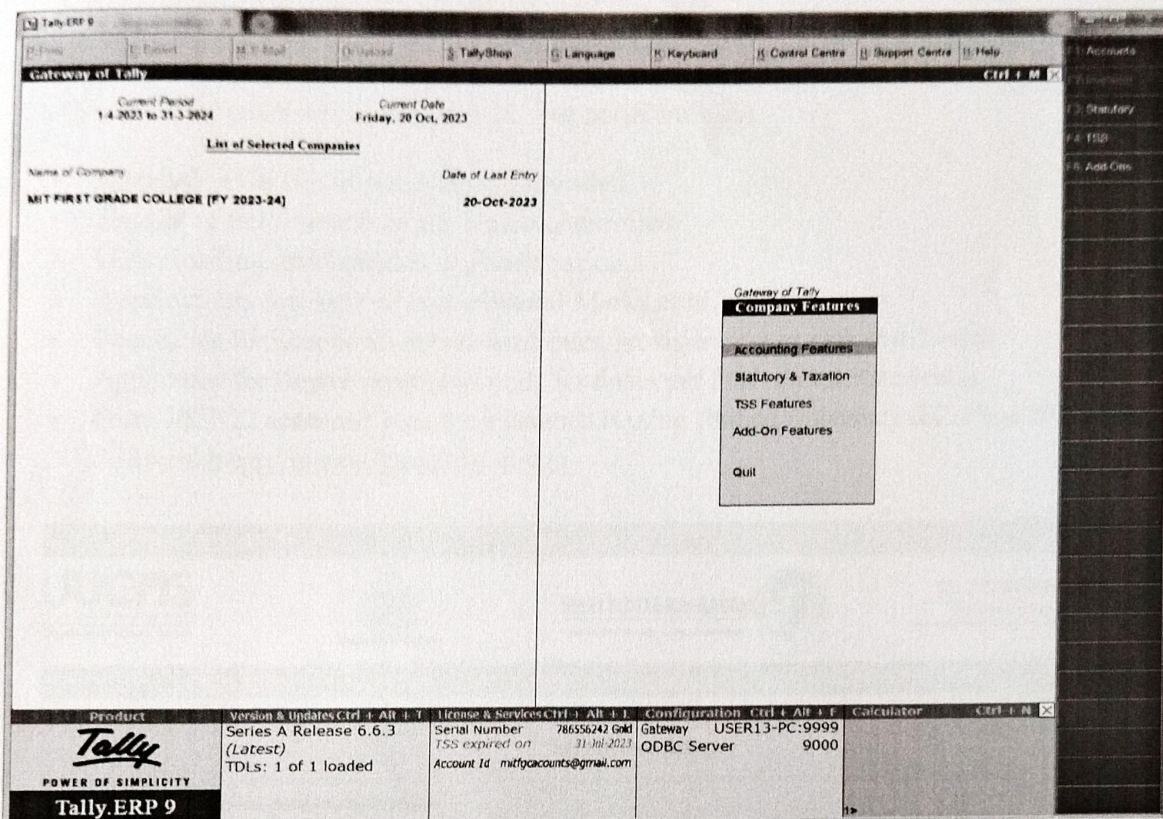 Tally.ERP 9
P: Print E: Export M: E-Mail O: Upload S: TallyShop G: Language K: Keyboard K: Control Centre H: Support Centre H: Help
F1: Accounts
Gateway of Tally Ctrl + M
Current Period
1-4-2023 to 31-3-2024
Current Date
Friday, 20 Oct, 2023
F3: Statutory
F4: TSS
F6: Add-Ons
List of Selected Companies
Name of Company Date of Last Entry
MIT FIRST GRADE COLLEGE [FY 2023-24] 20-Oct-2023
Gateway of Tally
Company Features
Accounting Features
Statutory & Taxation
TSS Features
Add-On Features
Quit
Product
Tally
POWER OF SIMPLICITY
Tally.ERP 9
Version & Updates Ctrl + Alt + T
Series A Release 6.6.3
(Latest)
TDLs: 1 of 1 loaded
License & Services Ctrl + Alt + L
Serial Number 786556242 Gold
TSS expired on 31-Jul-2023
Account Id mitfgcacounts@gmail.com
Configuration Ctrl + Alt + F
Gateway USER13-PC:9999
ODBC Server 9000
Calculator Ctrl + N
1>